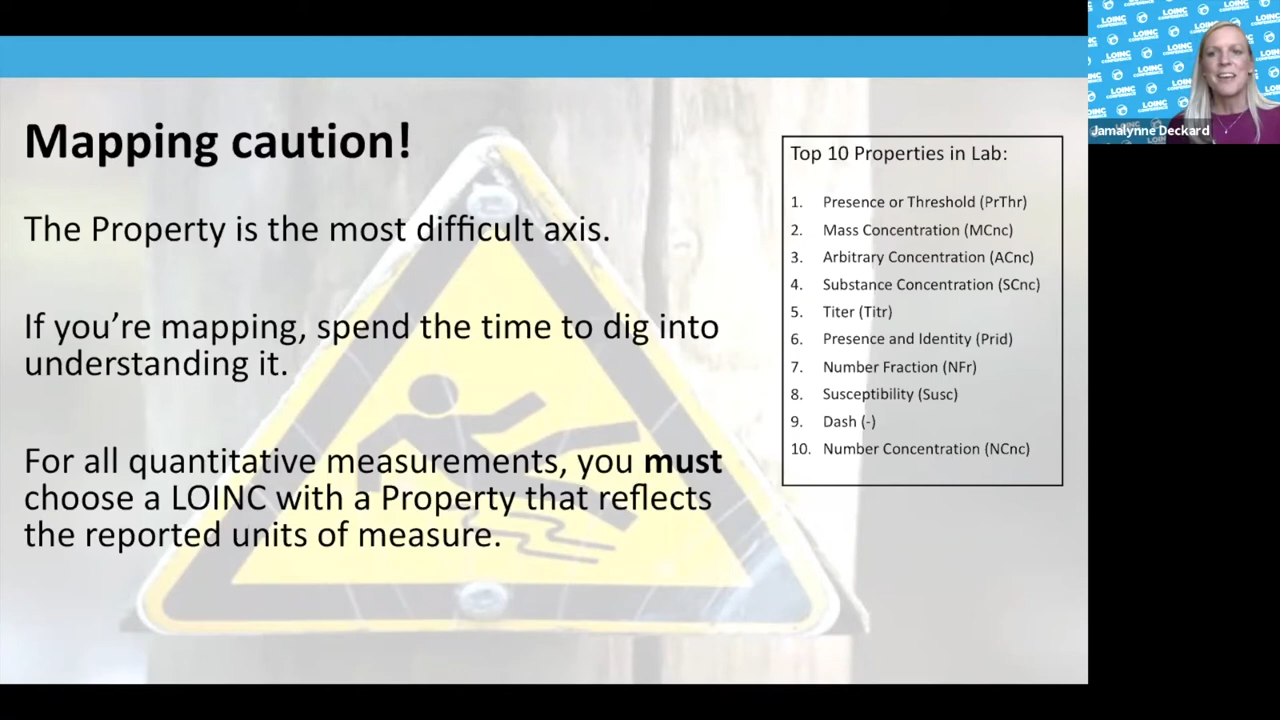 Mapping caution!
The Property is the most difficult axis.
If you’re mapping, spend the time to dig into
understanding it.
For all quantitative measurements, you must
choose a LOINC with a Property that reflects
the reported units of measure.
Top 10 Properties in Lab:
1. Presence or Threshold (PrThr)
2. Mass Concentration (MCnc)
3. Arbitrary Concentration (ACnc)
4. Substance Concentration (SCnc)
5. Titer (Titr)
6. Presence and Identity (Prid)
7. Number Fraction (NFr)
8. Susceptibility (Susc)
9. Dash (-)
10. Number Concentration (NCnc)
LOINC
CONFERENCE
Jamalynne Deckard